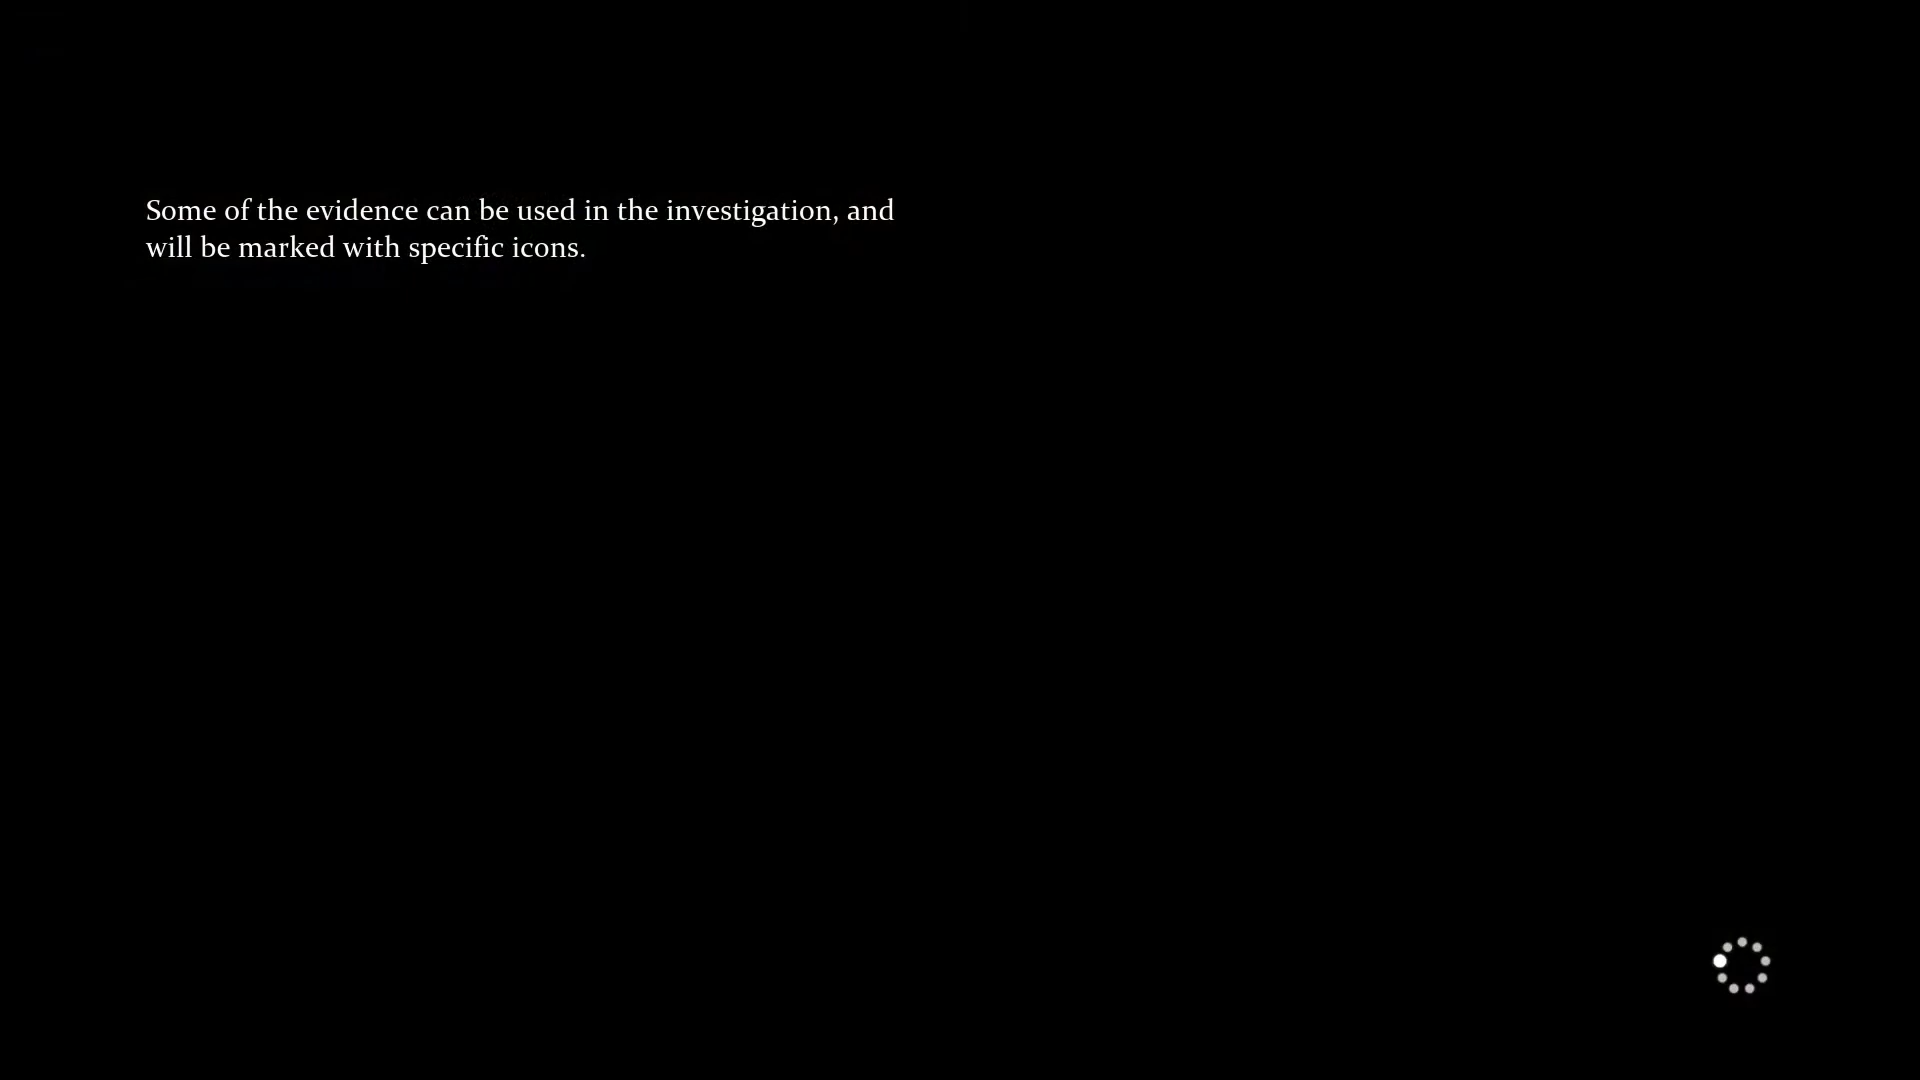 Some of the evidence can be used in the investigation, and
will be marked with specific icons.